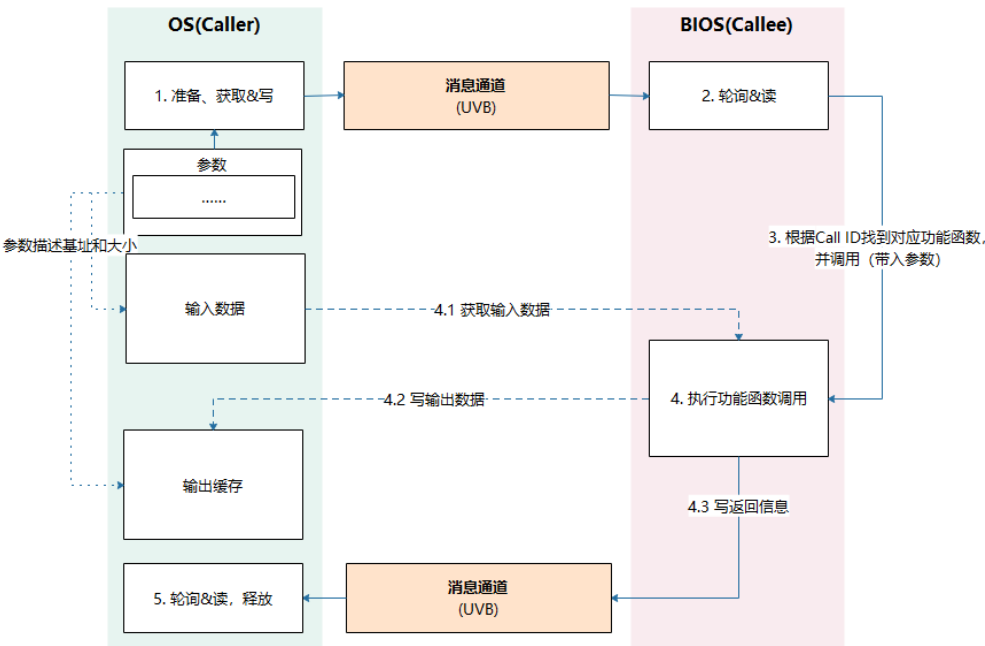 OS(Caller)
BIOS(Callee)
1. 准备、获取&写
消息通道
(UVB)
2. 轮询&读
参数
......
参数描述基址和大小
3. 根据Call ID找到对应功能函数，
并调用（带入参数）
输入数据
4.1 获取输入数据
4. 执行功能函数调用
4.2 写输出数据
输出缓存
4.3 写返回信息
5. 轮询&读，释放
消息通道
(UVB)